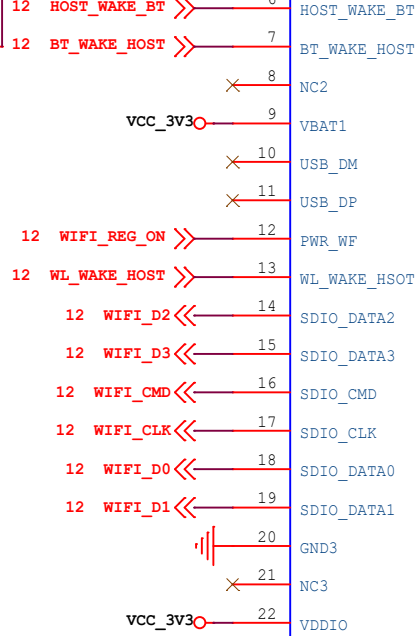 12 HOST_WAKE_BT HOST_WAKE_BT
12 BT_WAKE_HOST 7 BT_WAKE_HOST
8 NC2
VCC_3V3 9 VBAT1
10 USB_DM
11 USB_DP
12 WIFI_REG_ON 12 PWR_WF
12 WL_WAKE_HOST 13 WL_WAKE_HSOT
12 WIFI_D2 14 SDIO_DATA2
12 WIFI_D3 15 SDIO_DATA3
12 WIFI_CMD 16 SDIO_CMD
12 WIFI_CLK 17 SDIO_CLK
12 WIFI_D0 18 SDIO_DATA0
12 WIFI_D1 19 SDIO_DATA1
20 GND3
21 NC3
VCC_3V3 22 VDDIO